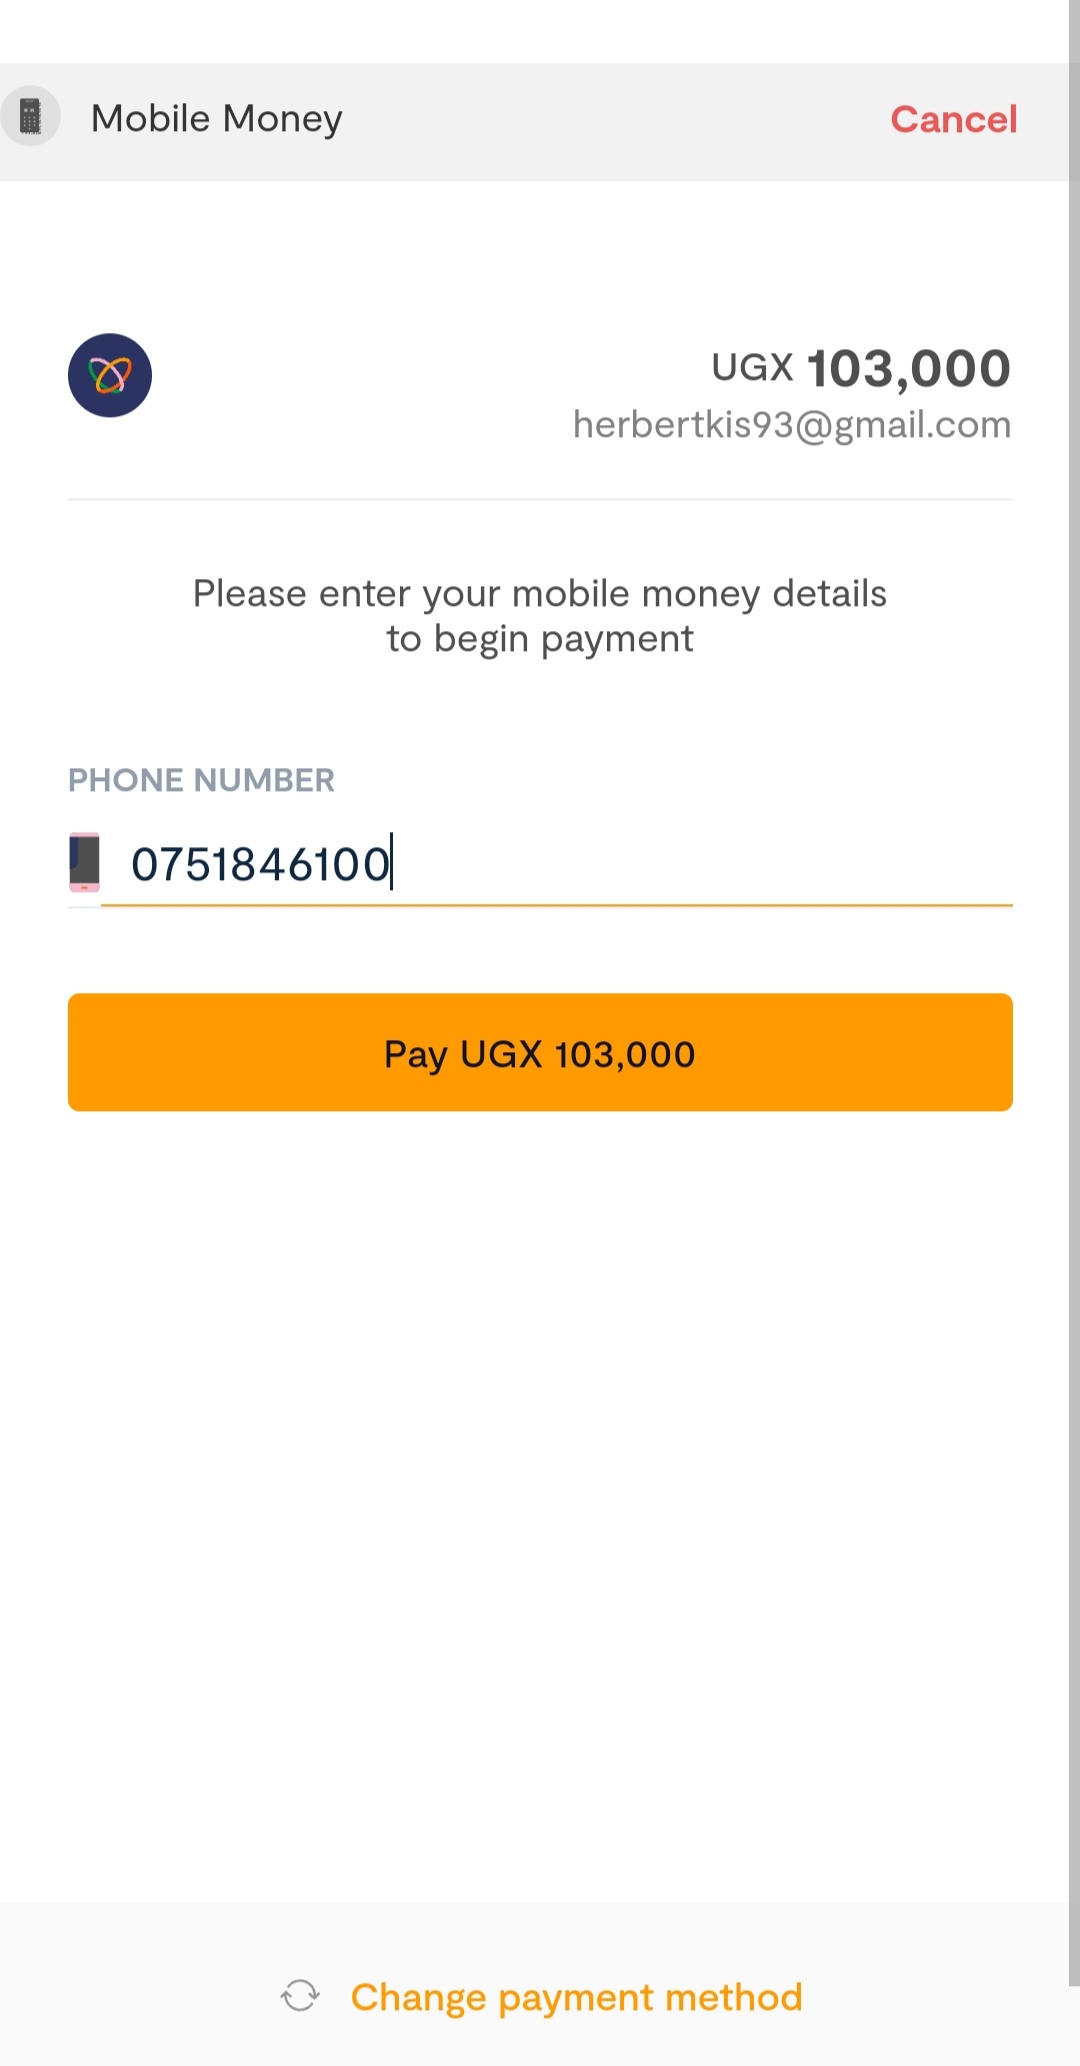 Mobile Money
Cancel
UGX 103,000
herbertkis93@gmail.com
Please enter your mobile money details
to begin payment
PHONE NUMBER
0751846100
Pay UGX 103,000
Change payment method